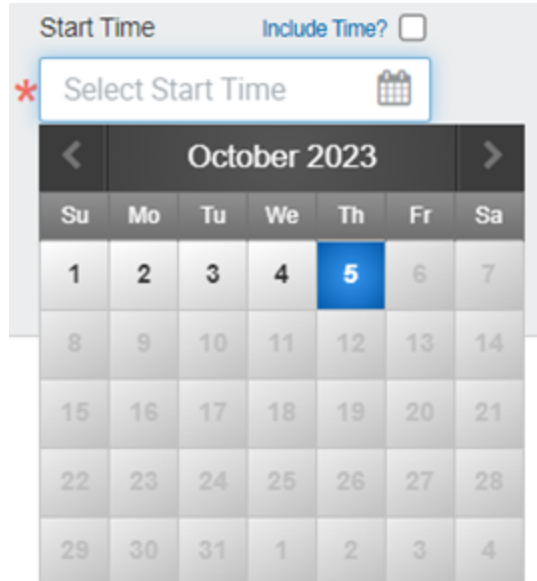 Start Time Include Time?
* Select Start Time
October 2023
Su Mo Tu We Th Fr Sa
1 2 3 4 5 6 7
8 9 10 11 12 13 14
15 16 17 18 19 20 21
22 23 24 25 26 27 28
29 30 31 1 2 3 4